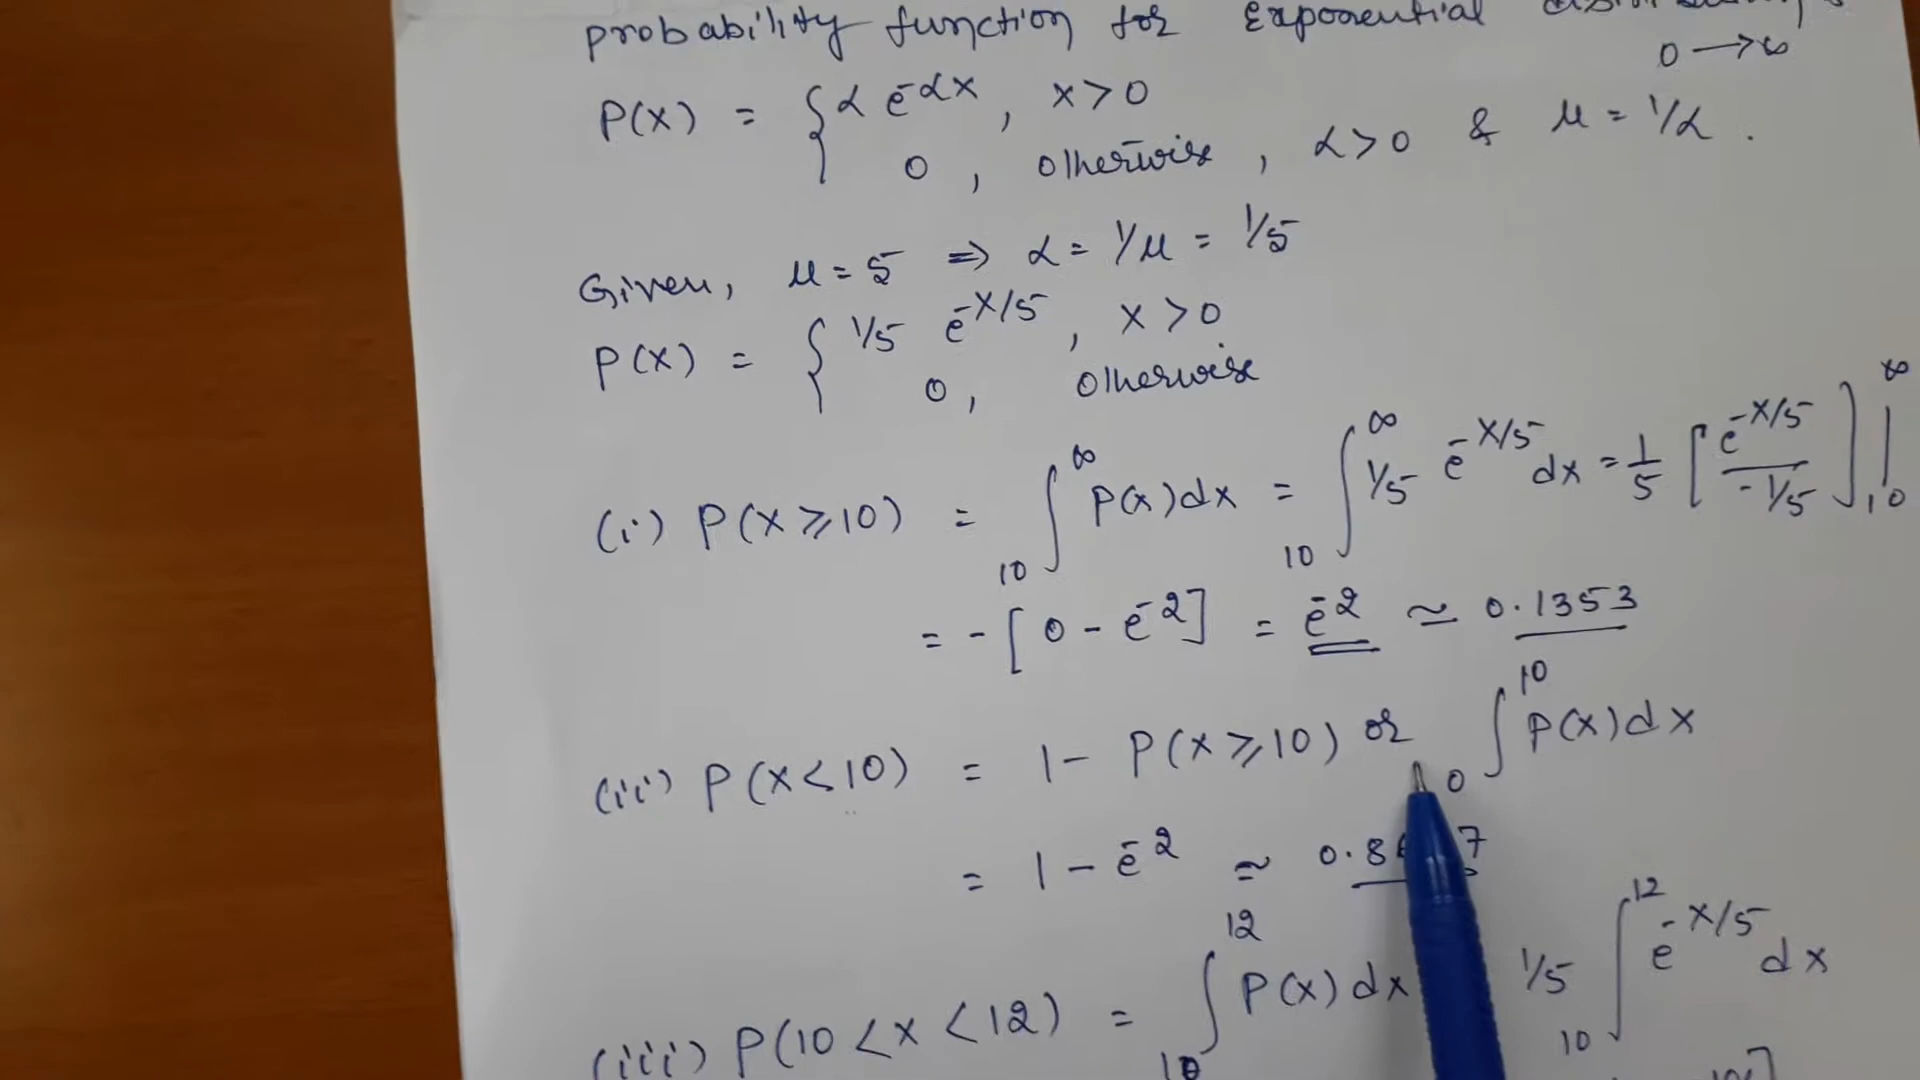 probability function for Exponential
0 → ∞
P(x) = { α e^-αx , x > 0
0 , otherwise , α > 0 & μ = 1/α .
Given, μ = 5 ⇒ α = 1/μ = 1/5
P(x) = { 1/5 e^-x/5 , x > 0
0 , otherwise
(i) P(x ≥ 10) = ∫_10^∞ P(x)dx = ∫_10^∞ 1/5 e^-x/5 dx = 1/5 [ e^-x/5 / -1/5 ] |_10^∞
= - [ 0 - e^-2 ] = e^-2 ≃ 0.1353
(ii) P(x < 10) = 1 - P(x ≥ 10) or ∫_0^10 P(x)dx
= 1 - e^-2 ≃
(iii) P(10 < x < 12) = ∫_10^12 P(x)dx 1/5 ∫_10^12 e^-x/5 dx